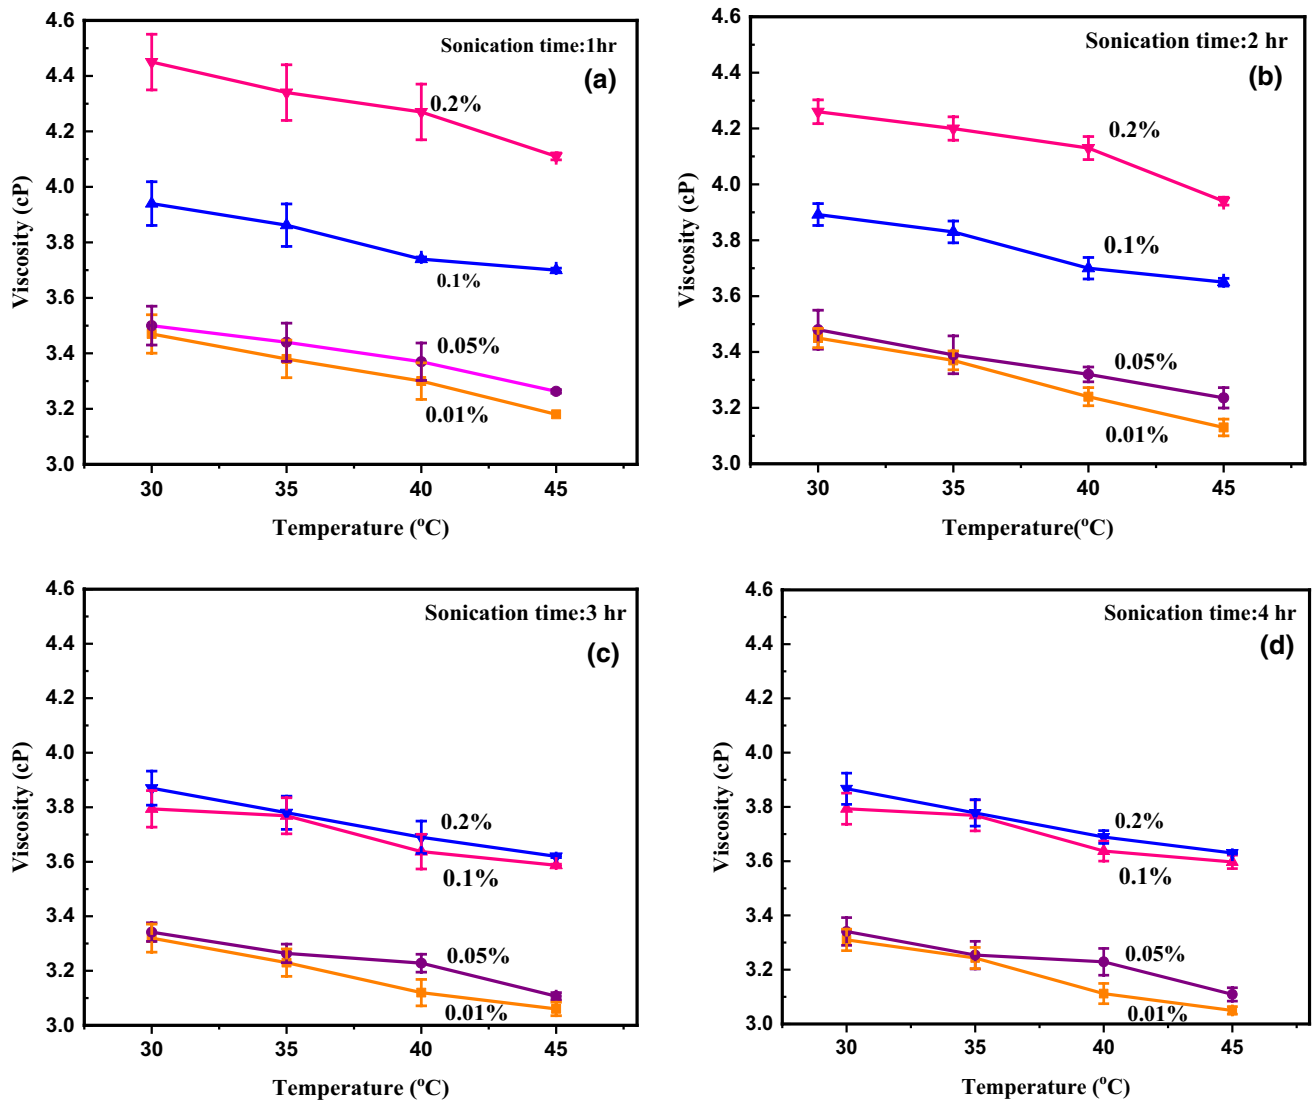 Sonication time:1hr
(a)
4.6
4.4
4.2
4.0
3.8
3.6
3.4
3.2
3.0
Viscosity (cP)
0.2%
0.1%
0.05%
0.01%
30 35 40 45
Temperature (°C)
Sonication time:2 hr
(b)
4.6
4.4
4.2
4.0
3.8
3.6
3.4
3.2
3.0
Viscosity (cP)
0.2%
0.1%
0.05%
0.01%
30 35 40 45
Temperature(°C)
Sonication time:3 hr
(c)
4.6
4.4
4.2
4.0
3.8
3.6
3.4
3.2
3.0
Viscosity (cP)
0.2%
0.1%
0.05%
0.01%
30 35 40 45
Temperature (°C)
Sonication time:4 hr
(d)
4.6
4.4
4.2
4.0
3.8
3.6
3.4
3.2
3.0
Viscosity (cP)
0.2%
0.1%
0.05%
0.01%
30 35 40 45
Temperature (°C)